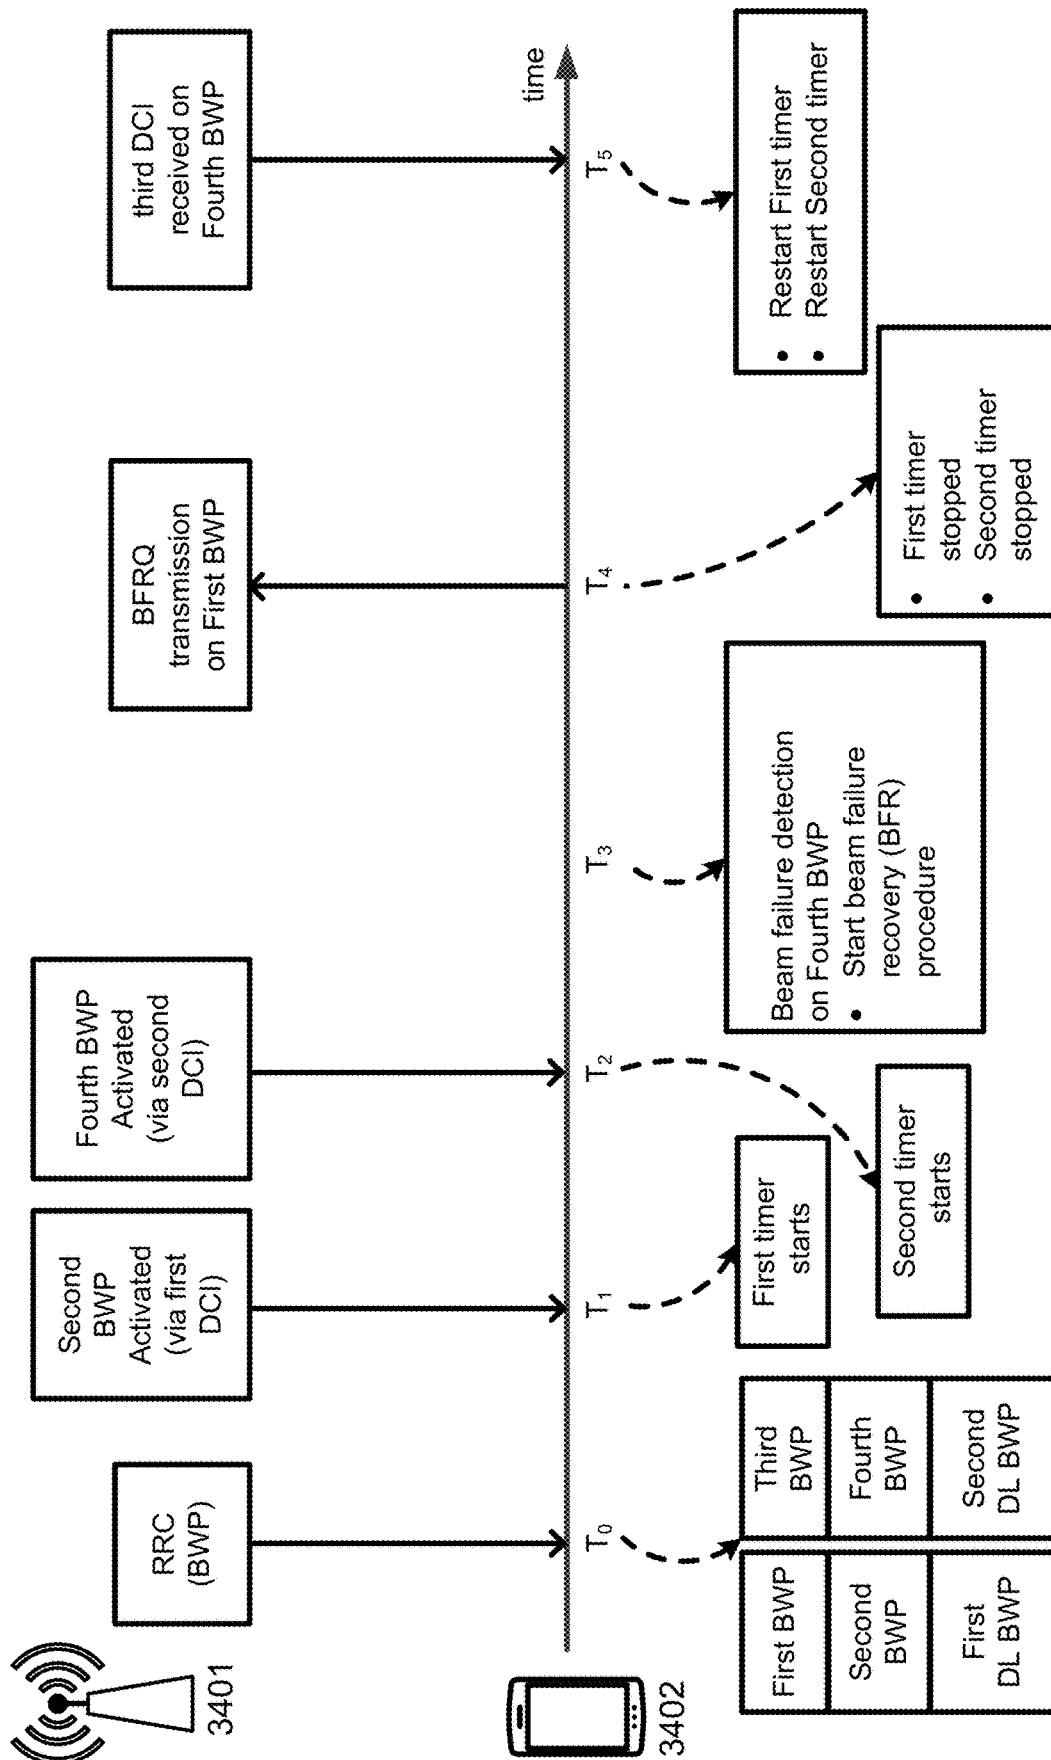 3401
RRC
(BWP)
Second
BWP
Activated
(via first
DCI)
Fourth BWP
Activated
(via second
DCI)
BFRQ
transmission
on First BWP
third DCI
received on
Fourth BWP
time
3402
T0
T1
T2
T3
T4
T5
First BWP
Third
BWP
Second
BWP
Fourth
BWP
First
DL BWP
Second
DL BWP
First timer
starts
Second timer
starts
Beam failure detection
on Fourth BWP
• Start beam failure
recovery (BFR)
procedure
• First timer
stopped
• Second timer
stopped
• Restart First timer
• Restart Second timer